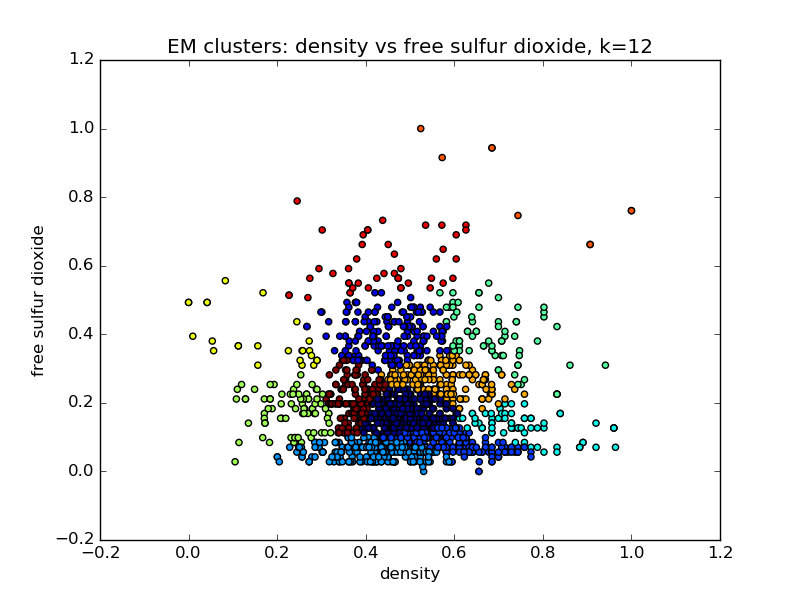 EM clusters: density vs free sulfur dioxide, k=12
1.2
1.0
0.8
0.6
0.4
0.2
0.0
−0.2
free sulfur dioxide
−0.2 0.0 0.2 0.4 0.6 0.8 1.0 1.2
density